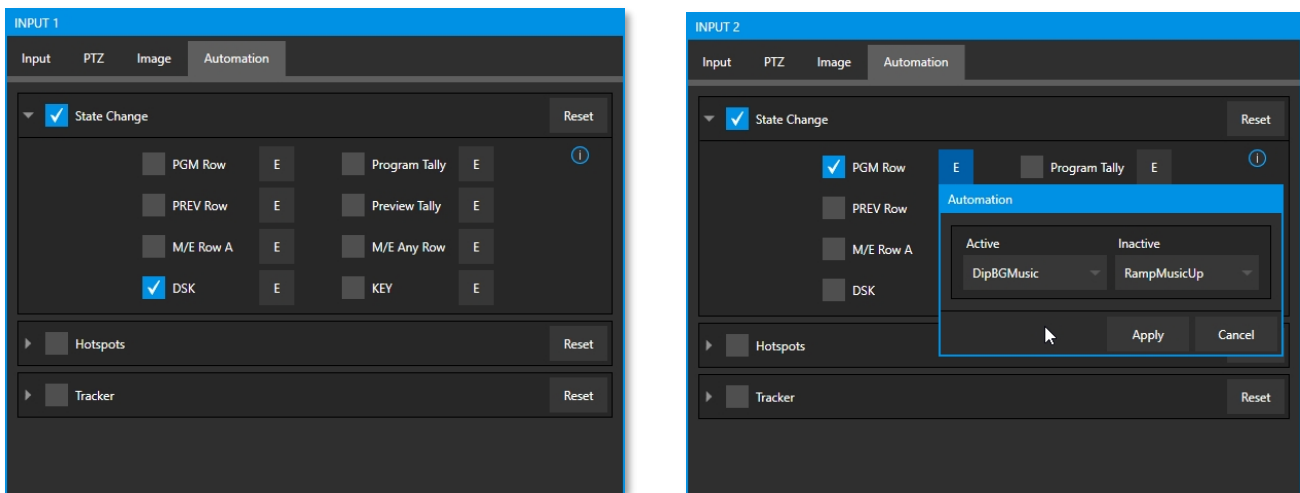 INPUT 1
Input PTZ Image Automation
State Change Reset
PGM Row E Program Tally E
PREV Row E Preview Tally E
M/E Row A E M/E Any Row E
DSK E KEY E
Hotspots Reset
Tracker Reset
INPUT 2
Input PTZ Image Automation
State Change Reset
PGM Row E Program Tally E
PREV Row
M/E Row A
DSK
Automation
Active Inactive
DipBGMusic RampMusicUp
Apply Cancel
Hotspots
Tracker Reset